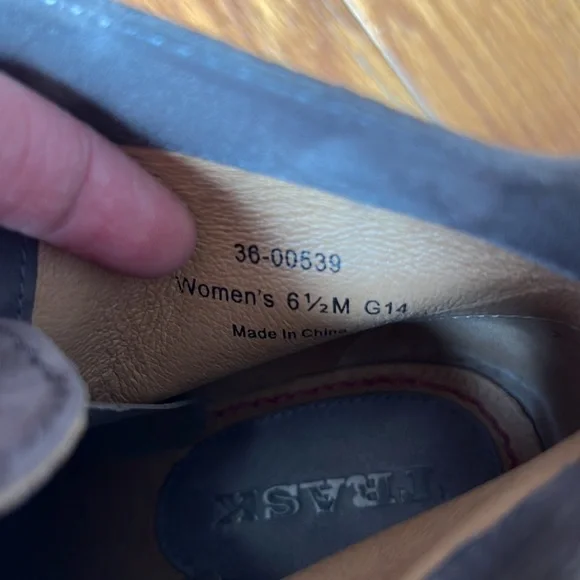 36-00539
Women's 6½M G14
Made In China
TRASK